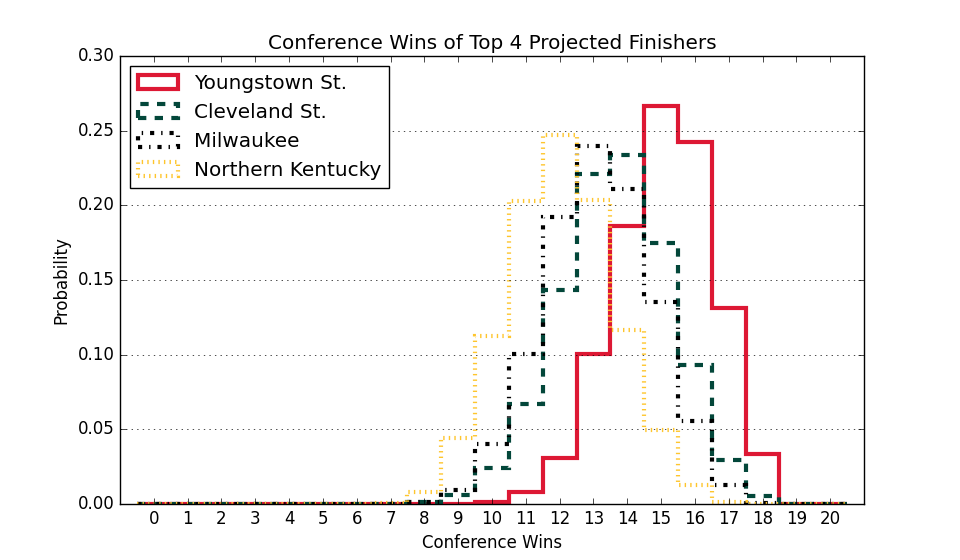 Conference Wins of Top 4 Projected Finishers
0.30
0.25
0.20
0.15
0.10
0.05
0.00
Probability
Youngstown St.
Cleveland St.
Milwaukee
Northern Kentucky
0 1 2 3 4 5 6 7 8 9 10 11 12 13 14 15 16 17 18 19 20
Conference Wins